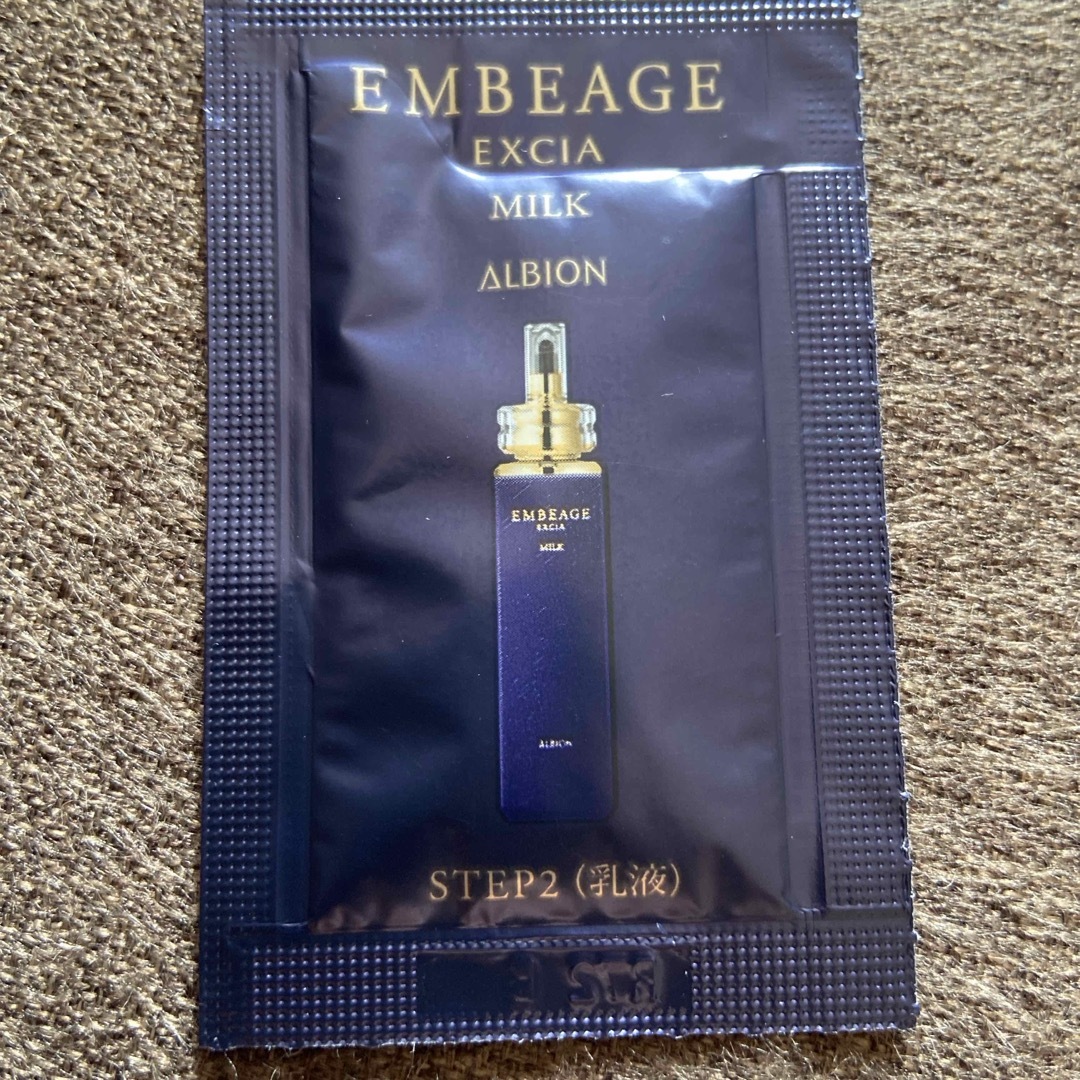 EMBEAGE
EXCIA
MILK
ALBION
EMBEAGE
EXCIA
MILK
ALBION
STEP2（乳液）